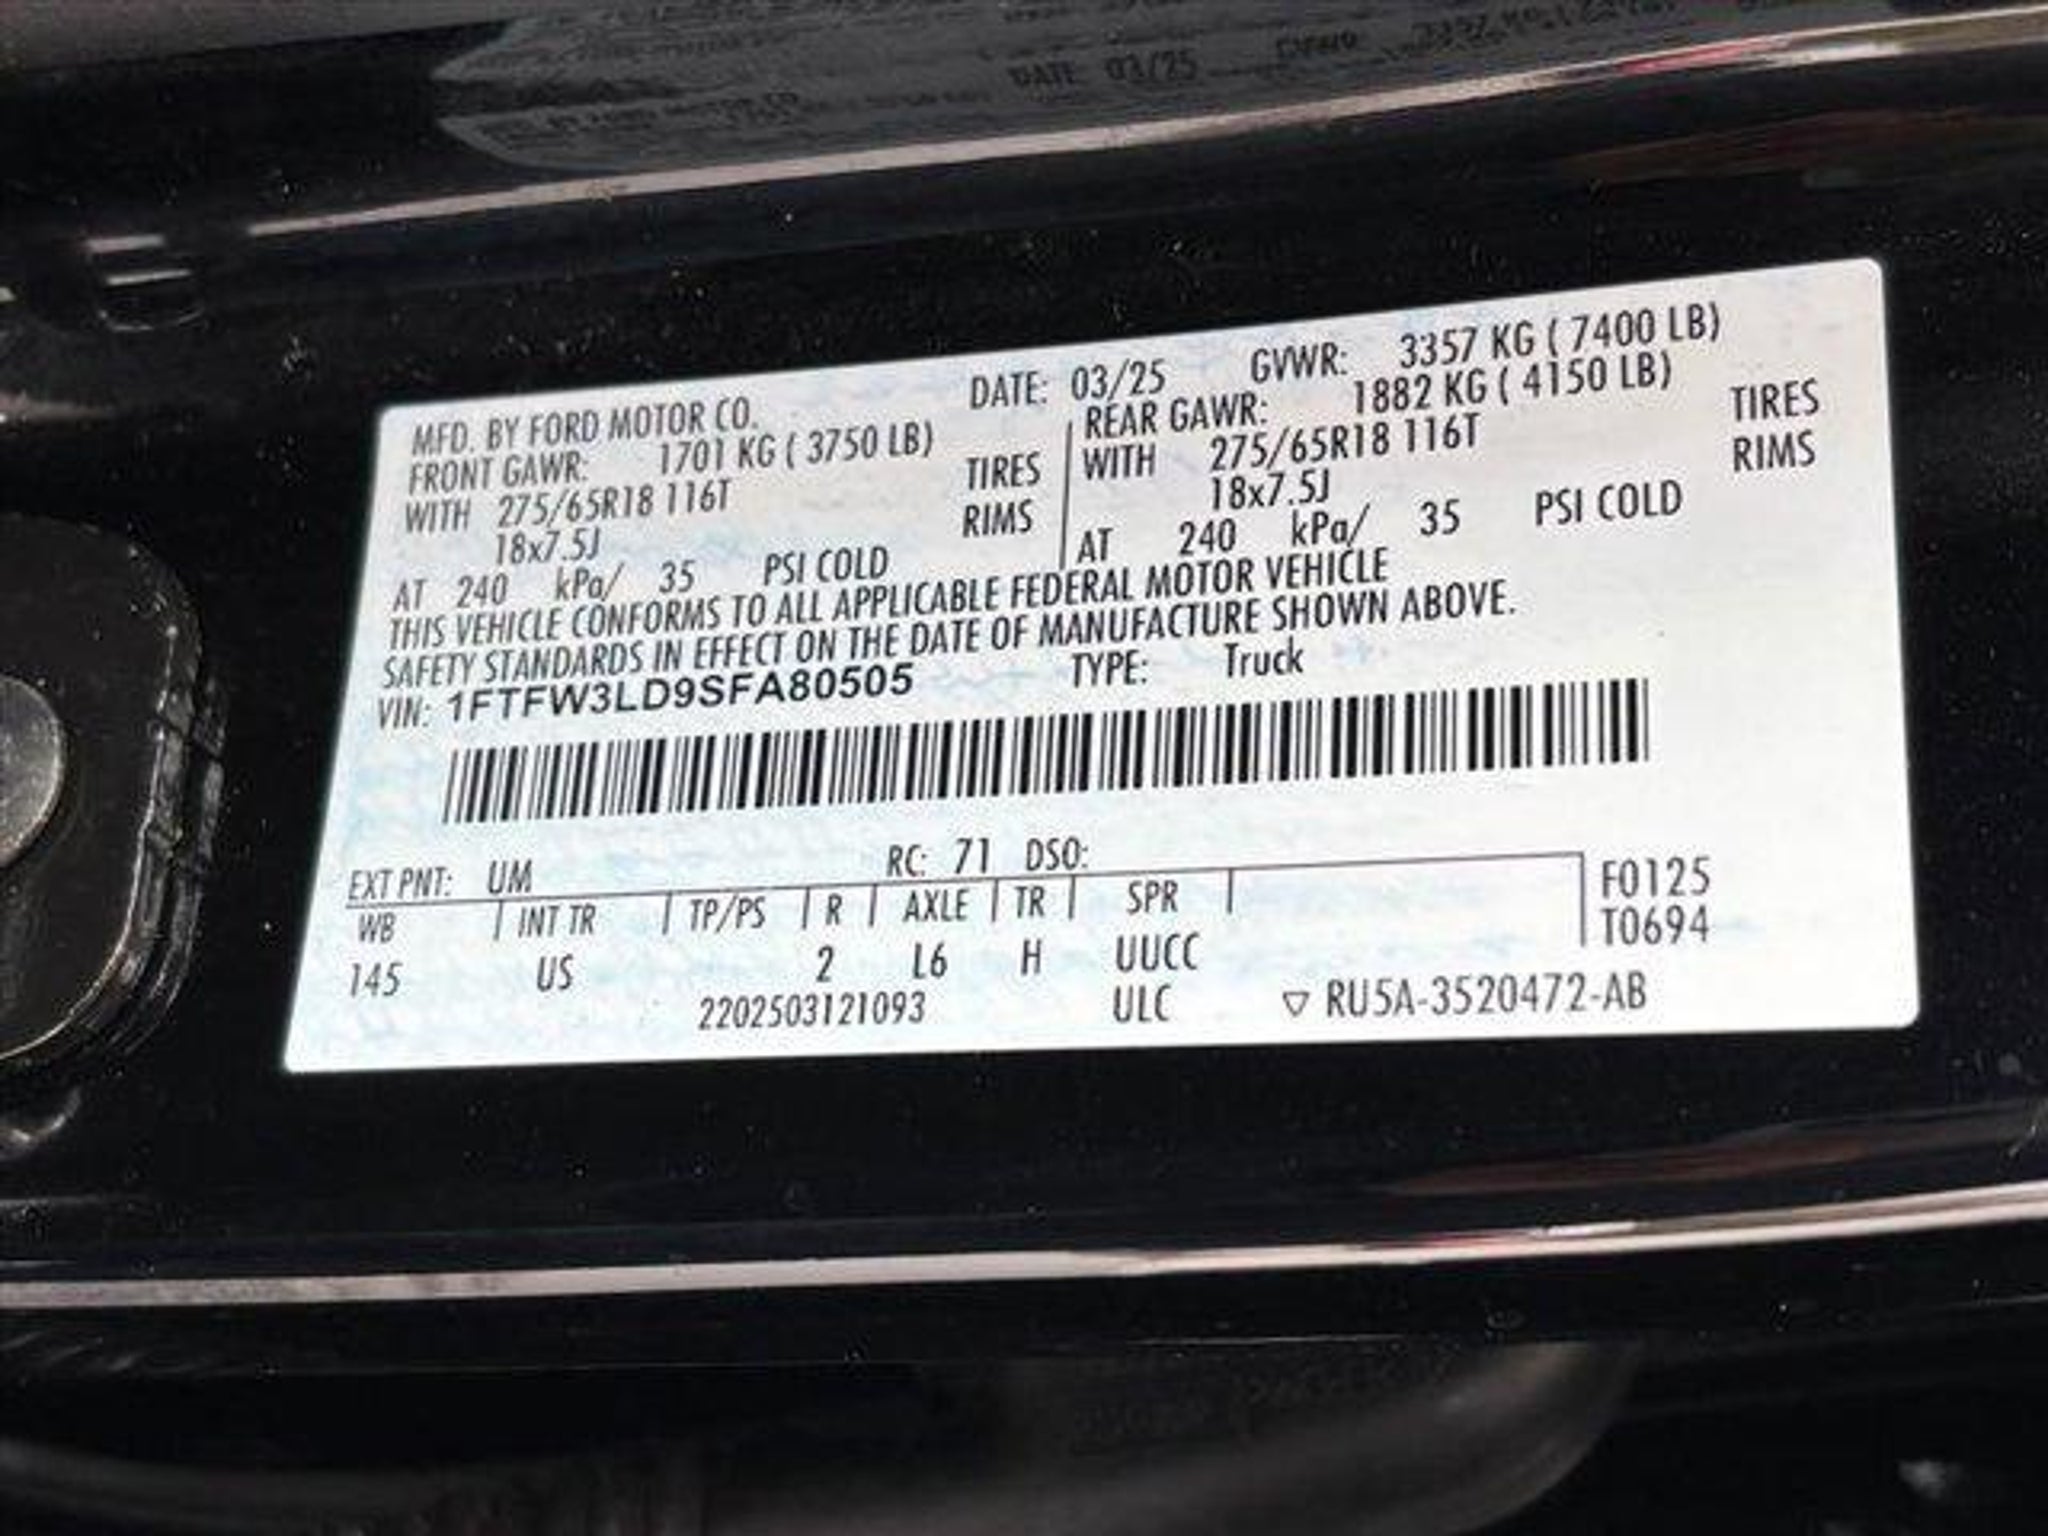 DATE: 03/25
MFD. BY FORD MOTOR CO. DATE: 03/25 GVWR: 3357 KG ( 7400 LB)
FRONT GAWR: 1701 KG ( 3750 LB) REAR GAWR: 1882 KG ( 4150 LB)
WITH 275/65R18 116T TIRES WITH 275/65R18 116T TIRES
18x7.5J RIMS 18x7.5J RIMS
AT 240 kPa/ 35 PSI COLD AT 240 kPa/ 35 PSI COLD
THIS VEHICLE CONFORMS TO ALL APPLICABLE FEDERAL MOTOR VEHICLE
SAFETY STANDARDS IN EFFECT ON THE DATE OF MANUFACTURE SHOWN ABOVE.
VIN: 1FTFW3LD9SFA80505 TYPE: Truck
EXT PNT: UM RC: 71 DSO:
WB INT TR TP/PS R AXLE TR SPR F0125
T0694
145 US 2 L6 H UUCC
2202503121093 ULC ▽ RU5A-3520472-AB